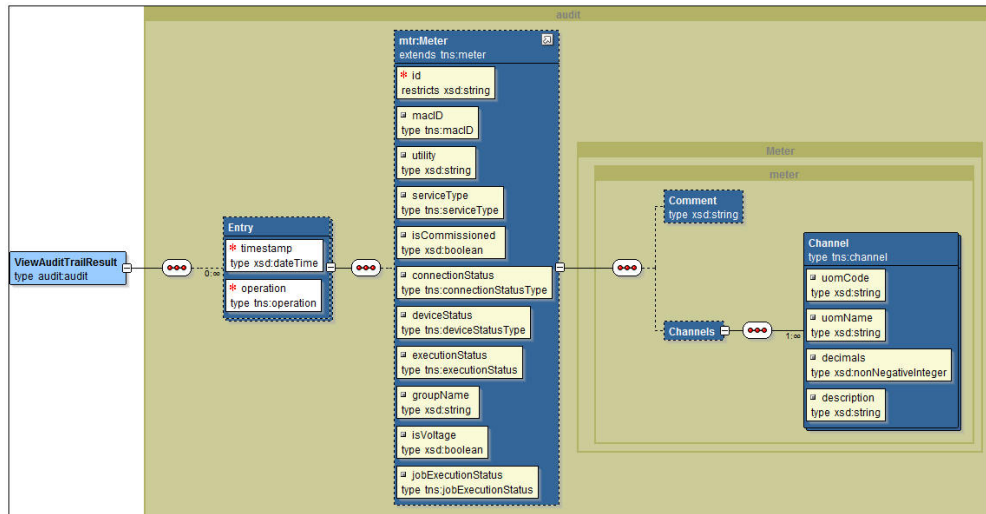 audit
mtr:Meter
extends tns:meter
* id
restricts xsd:string
macID
type tns:macID
utility
type xsd:string
serviceType
type tns:serviceType
isCommissioned
type xsd:boolean
connectionStatus
type tns:connectionStatusType
deviceStatus
type tns:deviceStatusType
executionStatus
type tns:executionStatus
groupName
type xsd:string
isVoltage
type xsd:boolean
jobExecutionStatus
type tns:jobExecutionStatus
ViewAuditTrailResult
type audit:audit
0:∞
Entry
* timestamp
type xsd:dateTime
* operation
type tns:operation
Meter
meter
Comment
type xsd:string
Channels
1:∞
Channel
type tns:channel
uomCode
type xsd:string
uomName
type xsd:string
decimals
type xsd:nonNegativeInteger
description
type xsd:string